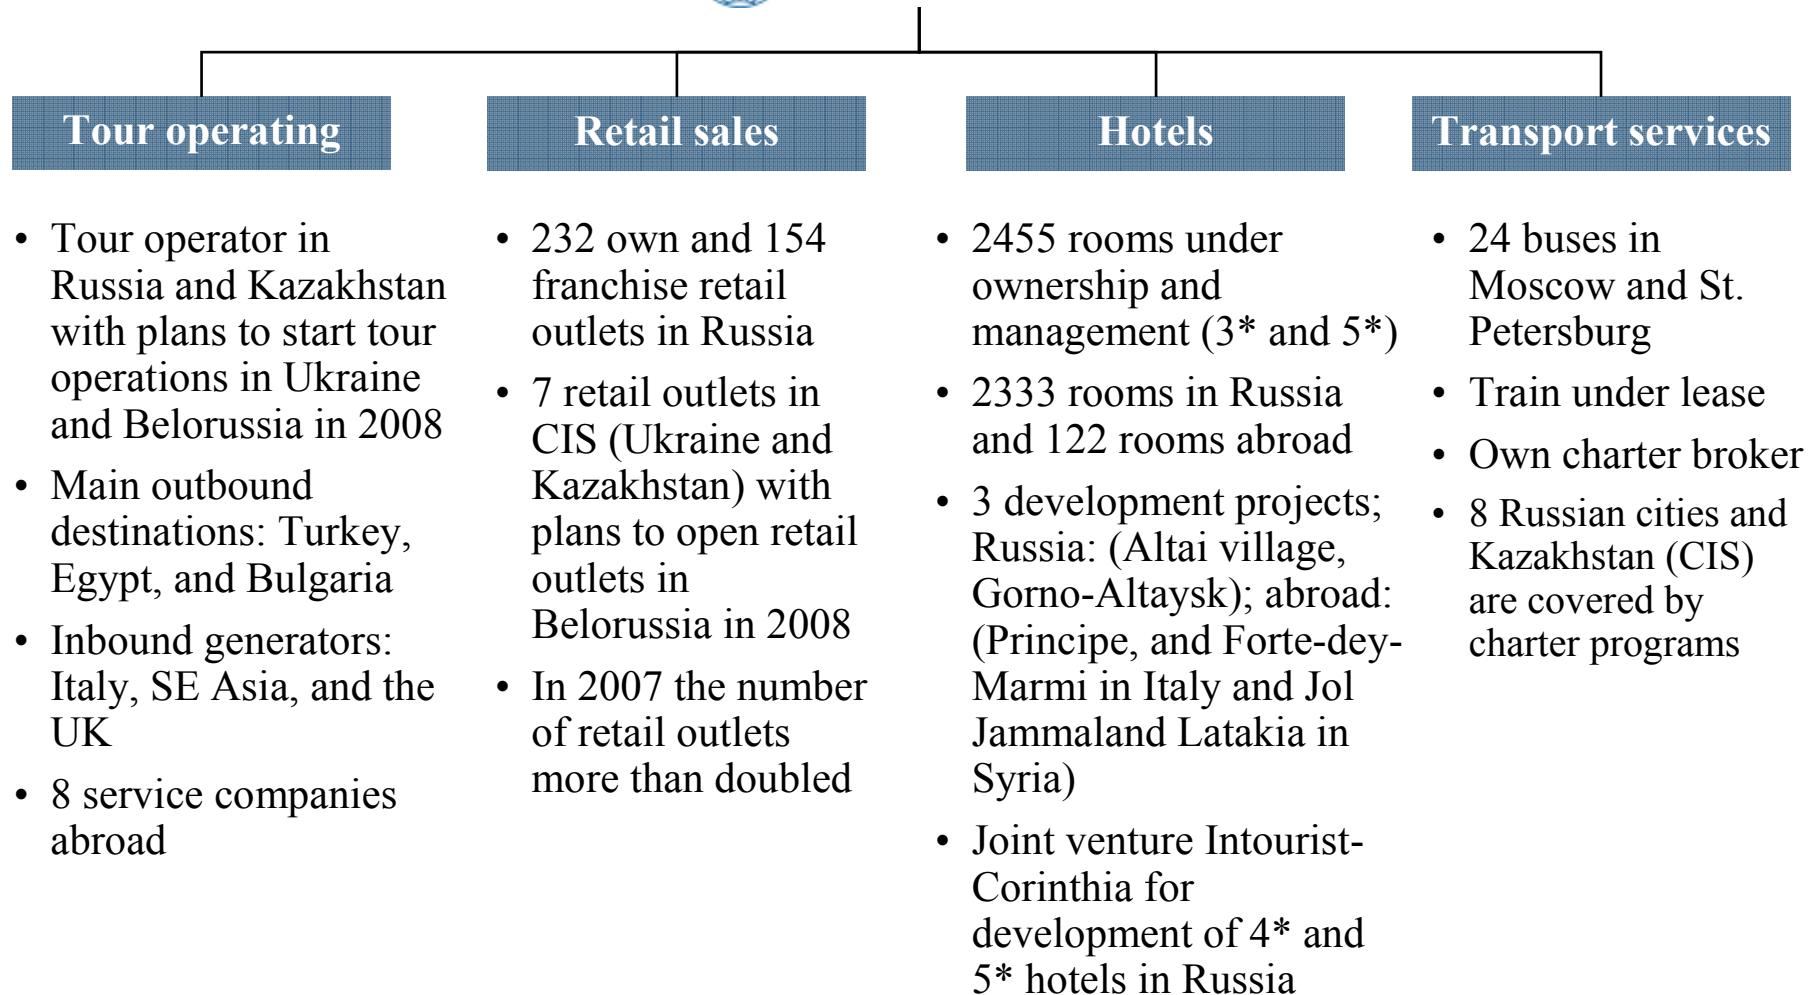 Tour operating
• Tour operator in
Russia and Kazakhstan
with plans to start tour
operations in Ukraine
and Belorussia in 2008
• Main outbound
destinations: Turkey,
Egypt, and Bulgaria
• Inbound generators:
Italy, SE Asia, and the
UK
• 8 service companies
abroad
Retail sales
• 232 own and 154
franchise retail
outlets in Russia
• 7 retail outlets in
CIS (Ukraine and
Kazakhstan) with
plans to open retail
outlets in
Belorussia in 2008
• In 2007 the number
of retail outlets
more than doubled
Hotels
• 2455 rooms under
ownership and
management (3* and 5*)
• 2333 rooms in Russia
and 122 rooms abroad
• 3 development projects;
Russia: (Altai village,
Gorno-Altaysk); abroad:
(Principe, and Forte-dey-
Marmi in Italy and Jol
Jammaland Latakia in
Syria)
• Joint venture Intourist-
Corinthia for
development of 4* and
5* hotels in Russia
Transport services
• 24 buses in
Moscow and St.
Petersburg
• Train under lease
• Own charter broker
• 8 Russian cities and
Kazakhstan (CIS)
are covered by
charter programs